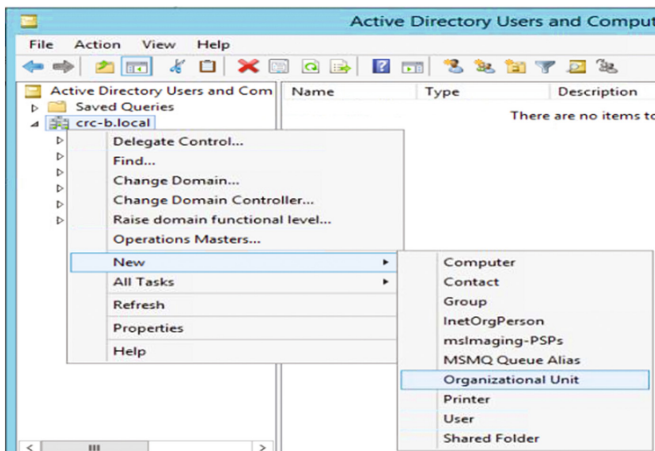 Active Directory Users and Comput
File Action View Help
Active Directory Users and Com
Name Type Description
Saved Queries
There are no items to
crc-b.local
Delegate Control...
Find...
Change Domain...
Change Domain Controller...
Raise domain functional level...
Operations Masters...
New
All Tasks
Refresh
Properties
Help
Computer
Contact
Group
InetOrgPerson
msImaging-PSPs
MSMQ Queue Alias
Organizational Unit
Printer
User
Shared Folder